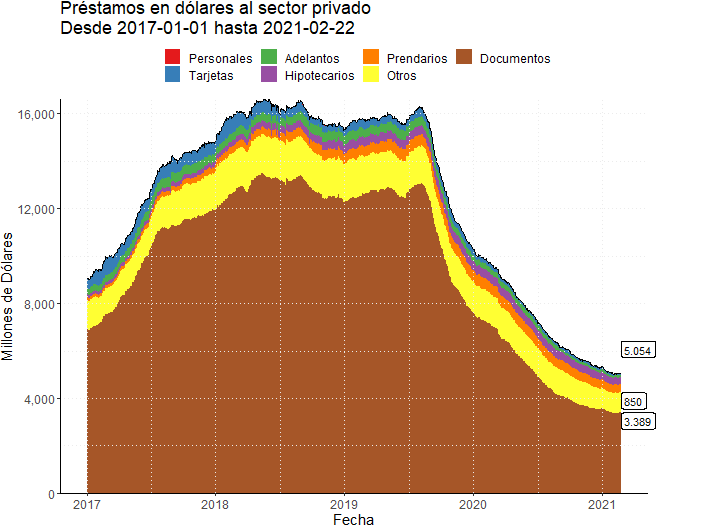 Préstamos en dólares al sector privado
Desde 2017-01-01 hasta 2021-02-22
Personales Adelantos Prendarios Documentos
Tarjetas Hipotecarios Otros
Millones de Dólares
16,000
12,000
8,000
4,000
0
5.054
850
3.389
2017 2018 2019 2020 2021
Fecha